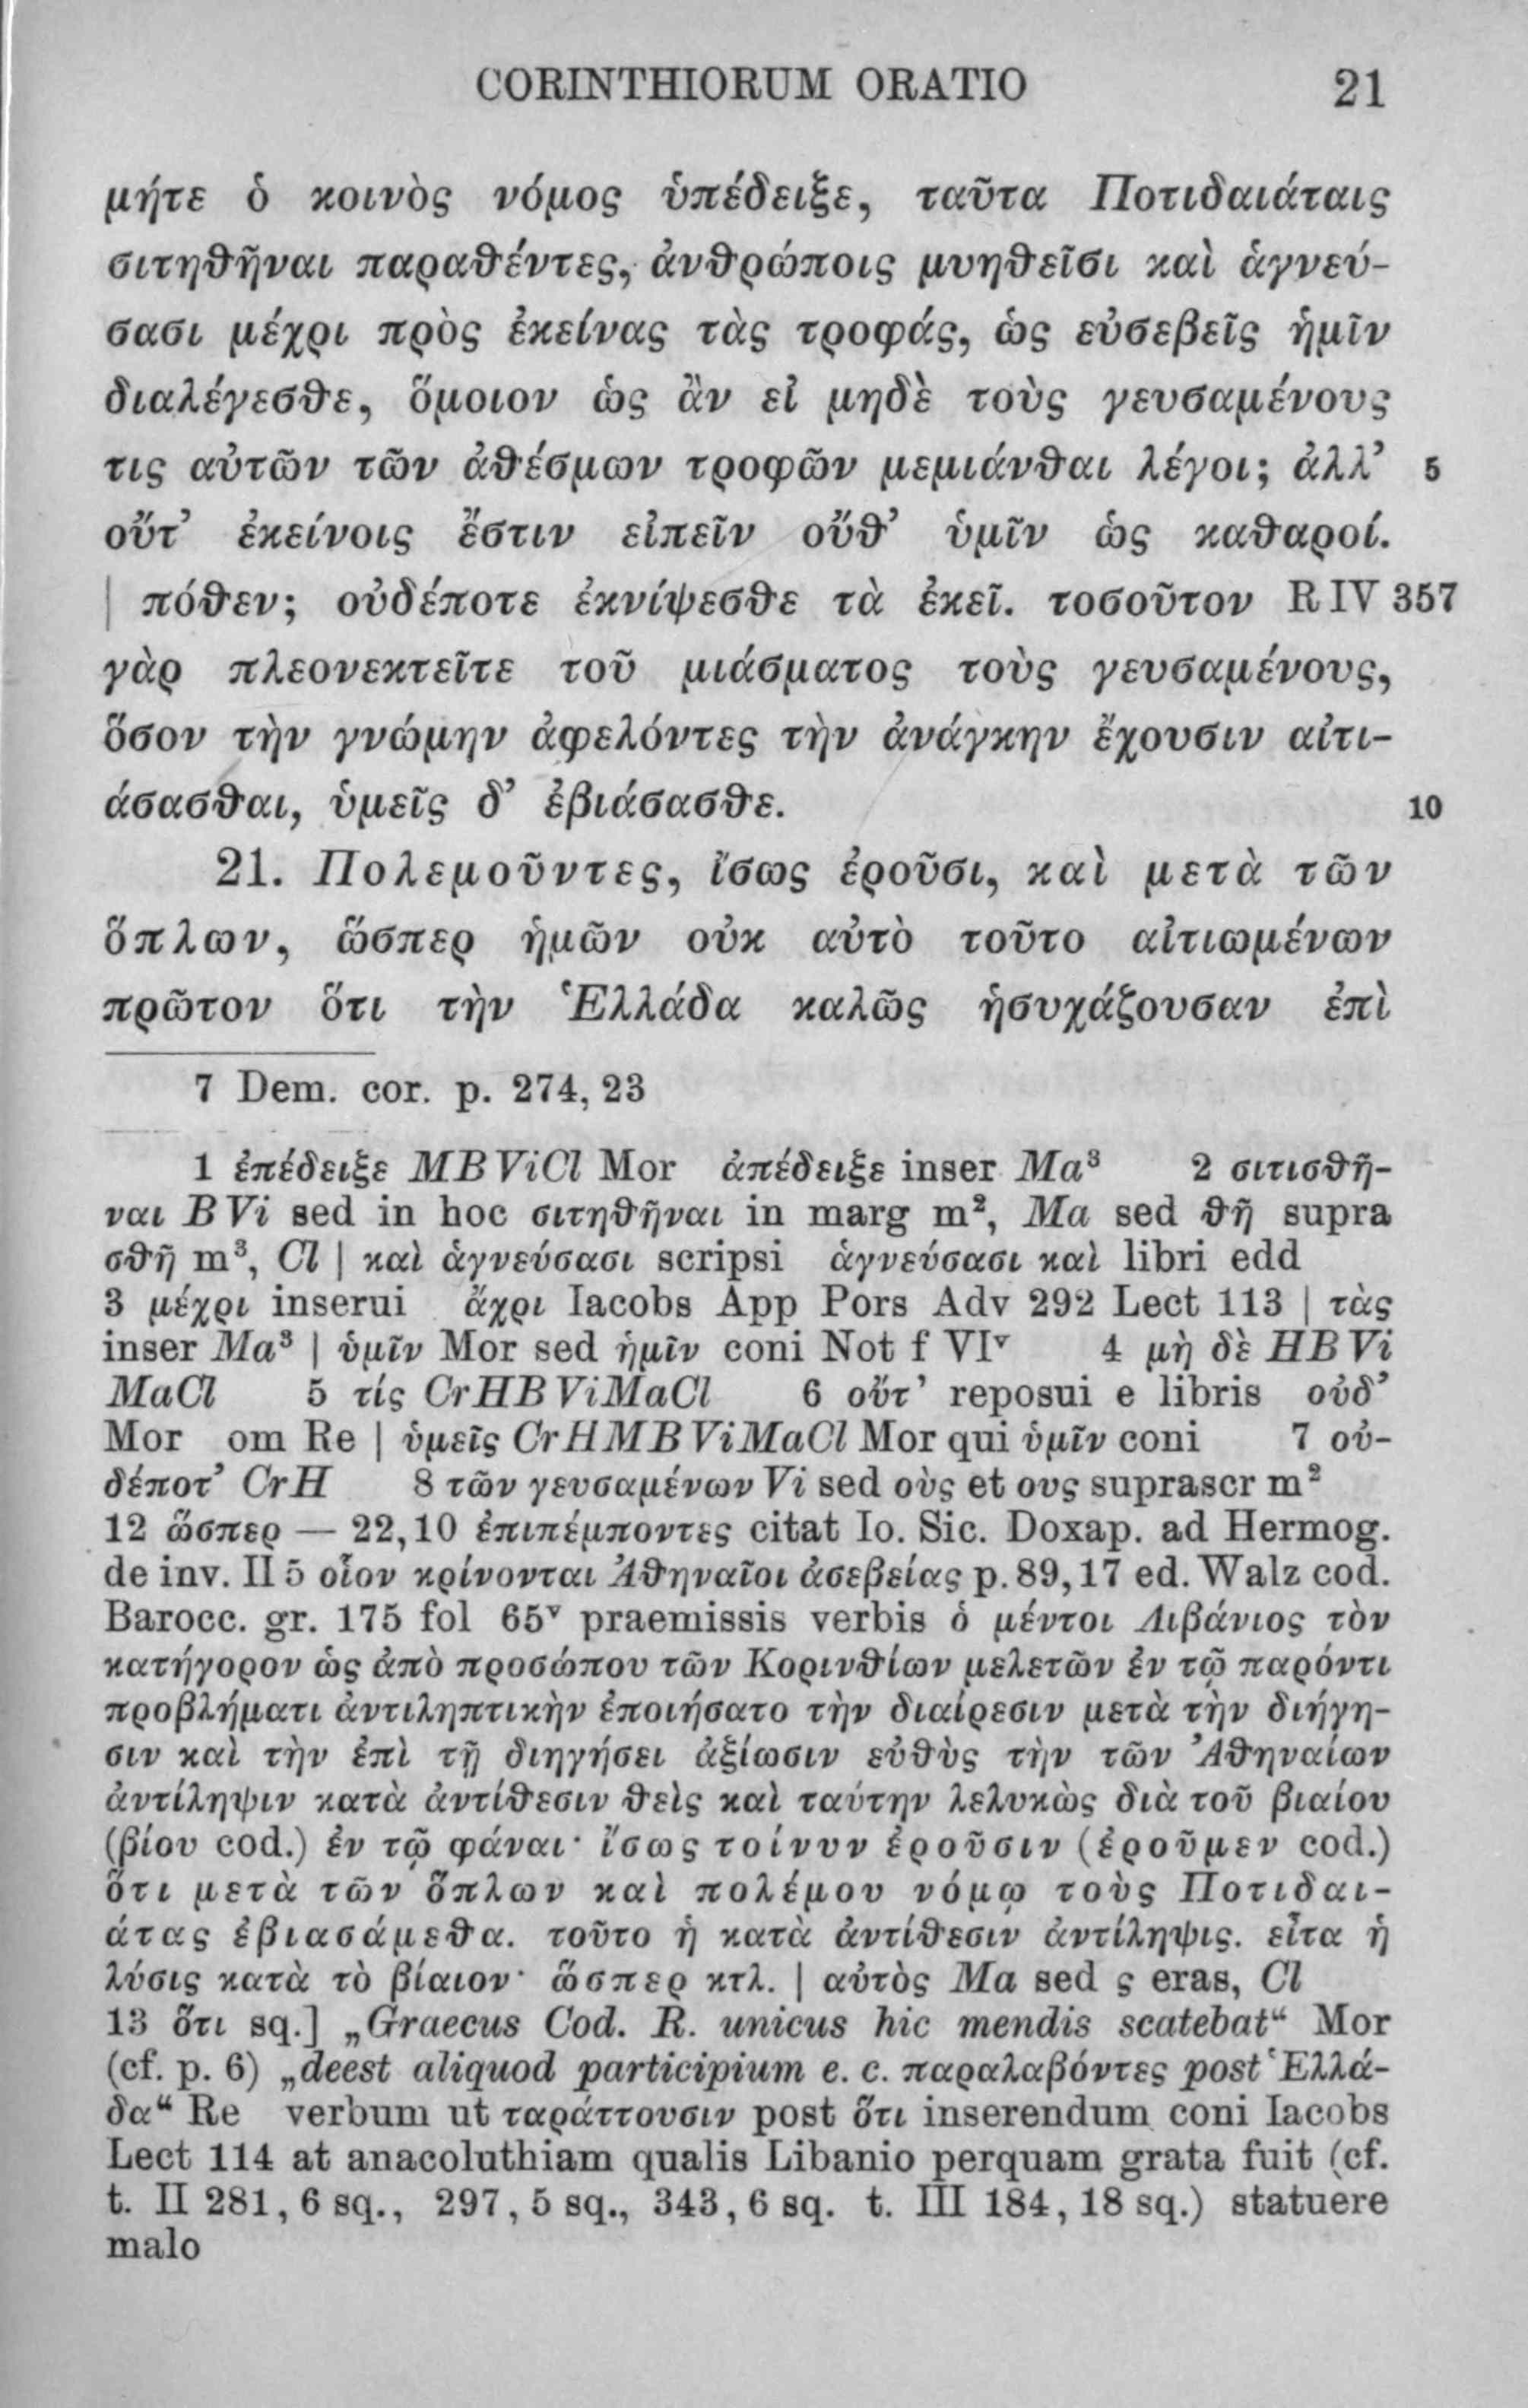 CORINTHIORUM ORATIO 21
μήτε ὁ κοινὸς νόμος ὑπέδειξε, ταῦτα Ποτιδαιάταις
σιτηθῆναι παραθέντες, ἀνθρώποις μυηθεῖσι καὶ ἁγνεύ-
σασι μέχρι πρὸς ἐκείνας τὰς τροφάς, ὡς εὐσεβεῖς ἡμῖν
διαλέγεσθε, ὅμοιον ὡς ἂν εἰ μηδὲ τοὺς γευσαμένους
τις αὐτῶν τῶν ἀθέσμων τροφῶν μεμιάνθαι λέγοι; ἀλλ’ 5
οὔτ’ ἐκείνοις ἔστιν εἰπεῖν οὔθ’ ὑμῖν ὡς καθαροί.
| πόθεν; οὐδέποτε ἐκνίψεσθε τὰ ἐκεῖ. τοσοῦτον R IV 357
γὰρ πλεονεκτεῖτε τοῦ μιάσματος τοὺς γευσαμένους,
ὅσον τὴν γνώμην ἀφελόντες τὴν ἀνάγκην ἔχουσιν αἰτι-
άσασθαι, ὑμεῖς δ’ ἐβιάσασθε. 10
21. Πολεμοῦντες, ἴσως ἐροῦσι, καὶ μετὰ τῶν
ὅπλων, ὥσπερ ἡμῶν οὐκ αὐτὸ τοῦτο αἰτιωμένων
πρῶτον ὅτι τὴν Ἑλλάδα καλῶς ἡσυχάζουσαν ἐπὶ
7 Dem. cor. p. 274, 23
1 ἐπέδειξε MBViCl Mor ἀπέδειξε inser Ma³ 2 σιτισθῆ-
ναι BVi sed in hoc σιτηθῆναι in marg m², Ma sed θῆ supra
σθῆ m³, Cl | καὶ ἁγνεύσασι scripsi ἁγνεύσασι καὶ libri edd
3 μέχρι inserui ἄχρι Iacobs App Pors Adv 292 Lect 113 | τὰς
inser Ma³ | ὑμῖν Mor sed ἡμῖν coni Not f VIᵛ 4 μὴ δὲ HBVi
MaCl 5 τίς CrHBViMaCl 6 οὔτ’ reposui e libris οὐδ’
Mor om Re | ὑμεῖς CrHMBViMaCl Mor qui ὑμῖν coni 7 οὐ-
δέποτ’ CrH 8 τῶν γευσαμένων Vi sed οὺς et ους suprascr m²
12 ὥσπερ — 22,10 ἐπιπέμποντες citat Io. Sic. Doxap. ad Hermog.
de inv. II 5 οἷον κρίνονται Ἀθηναῖοι ἀσεβείας p. 89,17 ed. Walz cod.
Barocc. gr. 175 fol 65ᵛ praemissis verbis ὁ μέντοι Λιβάνιος τὸν
κατήγορον ὡς ἀπὸ προσώπου τῶν Κορινθίων μελετῶν ἐν τῷ παρόντι
προβλήματι ἀντιληπτικὴν ἐποιήσατο τὴν διαίρεσιν μετὰ τὴν διήγη-
σιν καὶ τὴν ἐπὶ τῇ διηγήσει ἀξίωσιν εὐθὺς τὴν τῶν Ἀθηναίων
ἀντίληψιν κατὰ ἀντίθεσιν θεὶς καὶ ταύτην λελυκὼς διὰ τοῦ βιαίου
(βίου cod.) ἐν τῷ φάναι· ἴσως τοίνυν ἐροῦσιν (ἐροῦμεν cod.)
ὅτι μετὰ τῶν ὅπλων καὶ πολέμου νόμῳ τοὺς Ποτιδαι-
άτας ἐβιασάμεθα. τοῦτο ἡ κατὰ ἀντίθεσιν ἀντίληψις. εἶτα ἡ
λύσις κατὰ τὸ βίαιον· ὥσπερ κτλ. | αὐτὸς Ma sed ς eras, Cl
13 ὅτι sq.] „Graecus Cod. R. unicus hic mendis scatebat“ Mor
(cf. p. 6) „deest aliquod participium e. c. παραλαβόντες post Ἑλλά-
δα“ Re verbum ut ταράττουσιν post ὅτι inserendum coni Iacobs
Lect 114 at anacoluthiam qualis Libanio perquam grata fuit (cf.
t. II 281, 6 sq., 297, 5 sq., 343, 6 sq. t. III 184, 18 sq.) statuere
malo